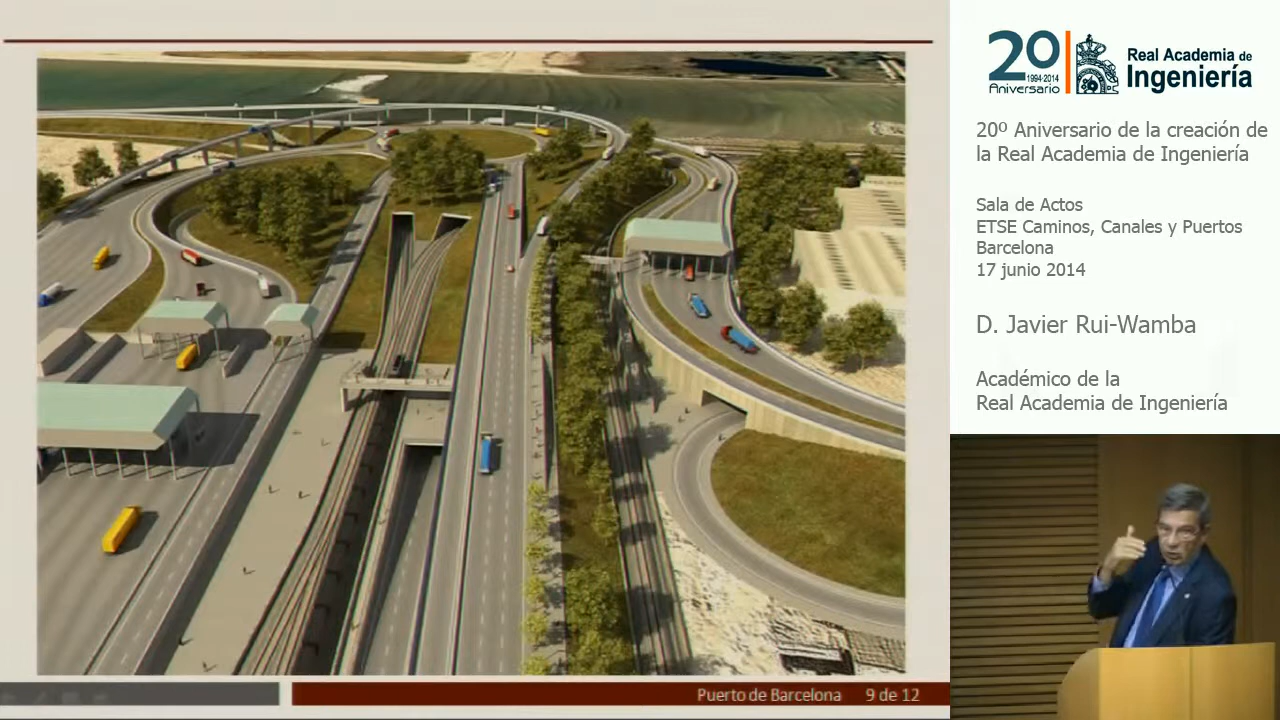 20
1994-2014
Aniversario
Real Academia de
Ingeniería
20º Aniversario de la creación de
la Real Academia de Ingeniería
Sala de Actos
ETSE Caminos, Canales y Puertos
Barcelona
17 junio 2014
D. Javier Rui-Wamba
Académico de la
Real Academia de Ingeniería
Puerto de Barcelona 9 de 12